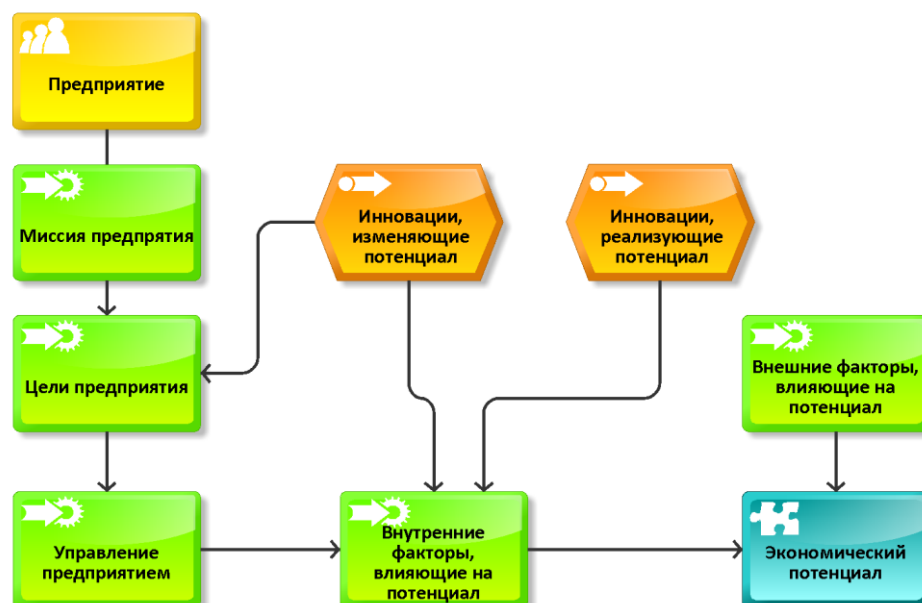 Предприятие
Миссия предпрятия
Инновации,
изменяющие
потенциал
Инновации,
реализующие
потенциал
Цели предприятия
Внешние факторы,
влияющие на
потенциал
Управление
предприятием
Внутренние
факторы,
влияющие на
потенциал
Экономический
потенциал